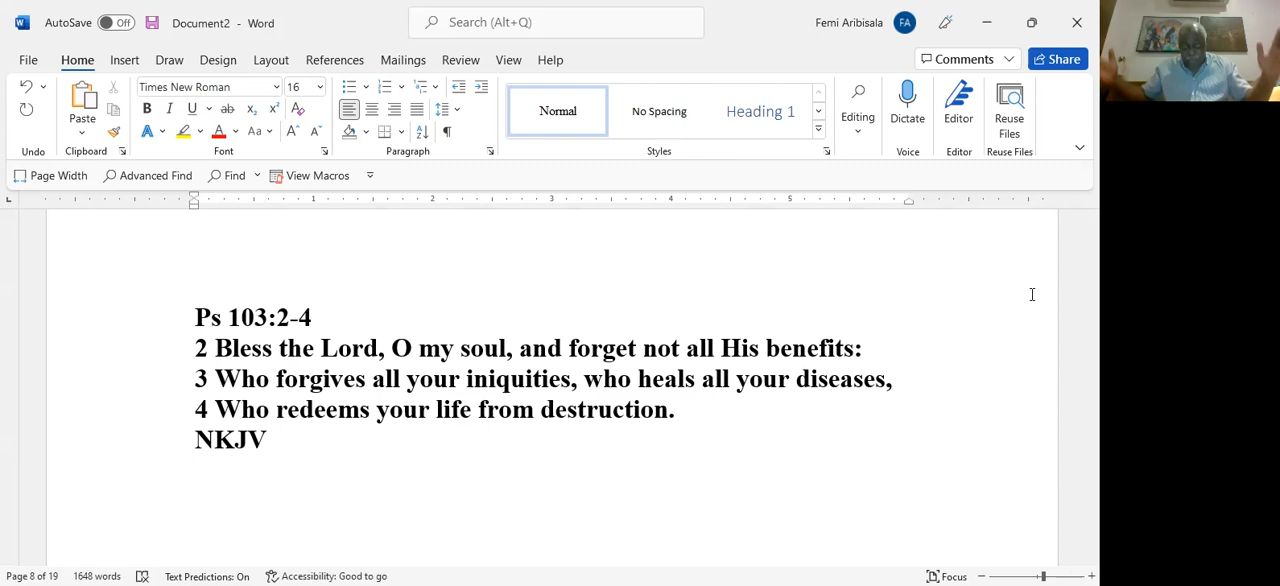 AutoSave Off Document2 - Word Search (Alt+Q) Femi Aribisala FA
File Home Insert Draw Design Layout References Mailings Review View Help Comments Share
Times New Roman 16
Paste Normal No Spacing Heading 1 Editing Dictate Editor Reuse Files
Undo Clipboard Font Paragraph Styles Voice Editor Reuse Files
Page Width Advanced Find Find View Macros
1 2 3 4 5
Ps 103:2-4
2 Bless the Lord, O my soul, and forget not all His benefits:
3 Who forgives all your iniquities, who heals all your diseases,
4 Who redeems your life from destruction.
NKJV
Page 8 of 19 1648 words Text Predictions: On Accessibility: Good to go Focus